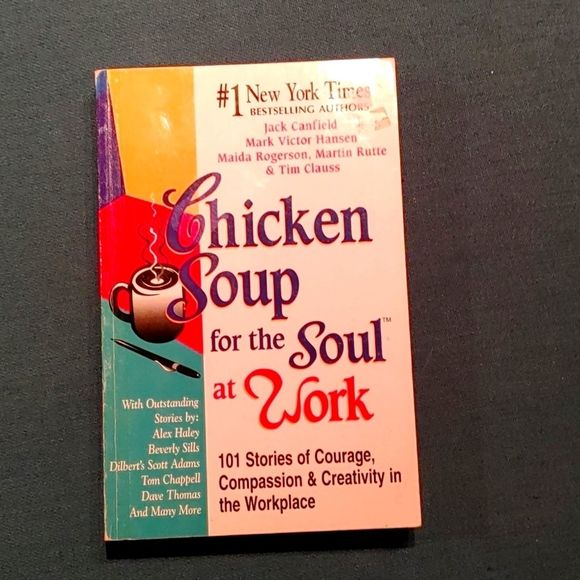 #1 New York Times
BESTSELLING AUTHORS
Jack Canfield
Mark Victor Hansen
Maida Rogerson, Martin Rutte
& Tim Clauss
Chicken
Soup
for the Soul™
at Work
With Outstanding
Stories by:
Alex Haley
Beverly Sills
Dilbert's Scott Adams
Tom Chappell
Dave Thomas
And Many More
101 Stories of Courage,
Compassion & Creativity in
the Workplace